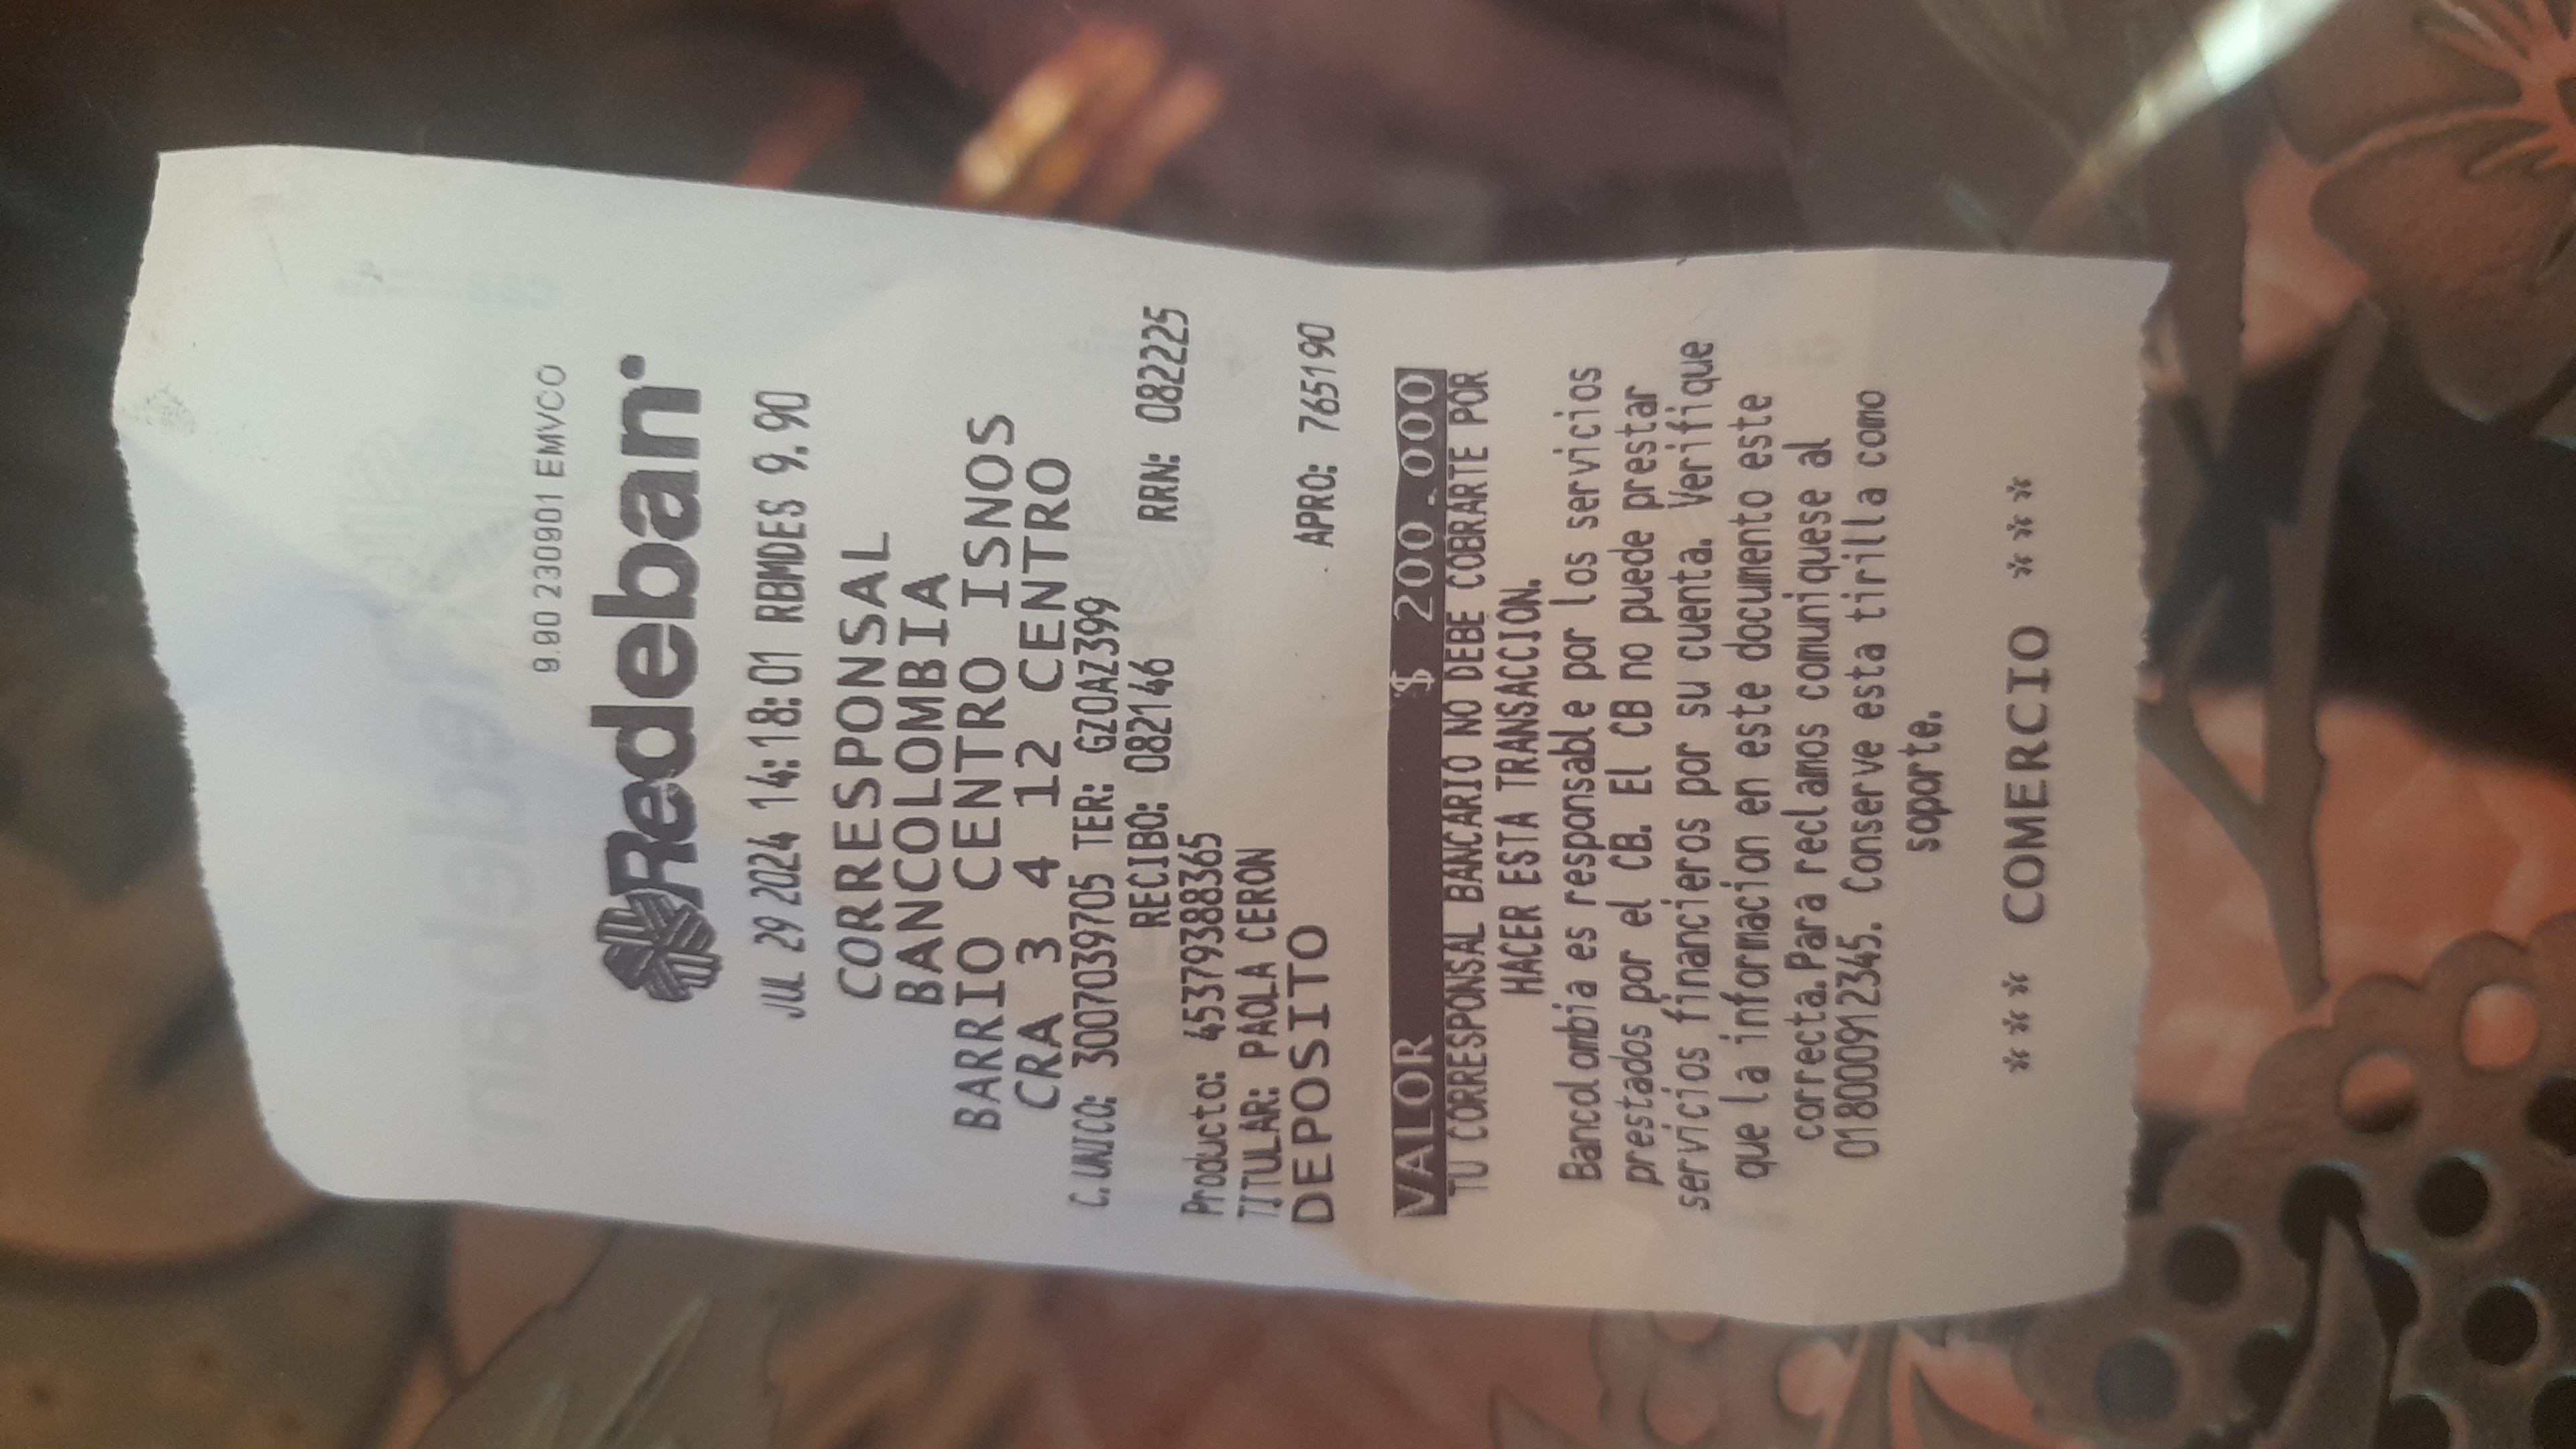 9.90 230901 EMVCO
Redeban
JUL 29 2024 14:18:01 RBMDES 9.90
CORRESPONSAL
BANCOLOMBIA
BARRIO CENTRO ISNOS
CRA 3 4 12 CENTRO
C.UNICO: 3007039705 TER: GZOAZ399
RECIBO: 082146 RRN: 082225
Producto: 45379388365
TITULAR: PAOLA CERON
DEPOSITO APRO: 765190
VALOR $ 200.000
TU CORRESPONSAL BANCARIO NO DEBE COBRARTE POR
HACER ESTA TRANSACCION.
Bancolombia es responsable por los servicios
prestados por el CB. El CB no puede prestar
servicios financieros por su cuenta. Verifique
que la informacion en este documento este
correcta.Para reclamos comuniquese al
018000912345. Conserve esta tirilla como
soporte.
*** COMERCIO ***